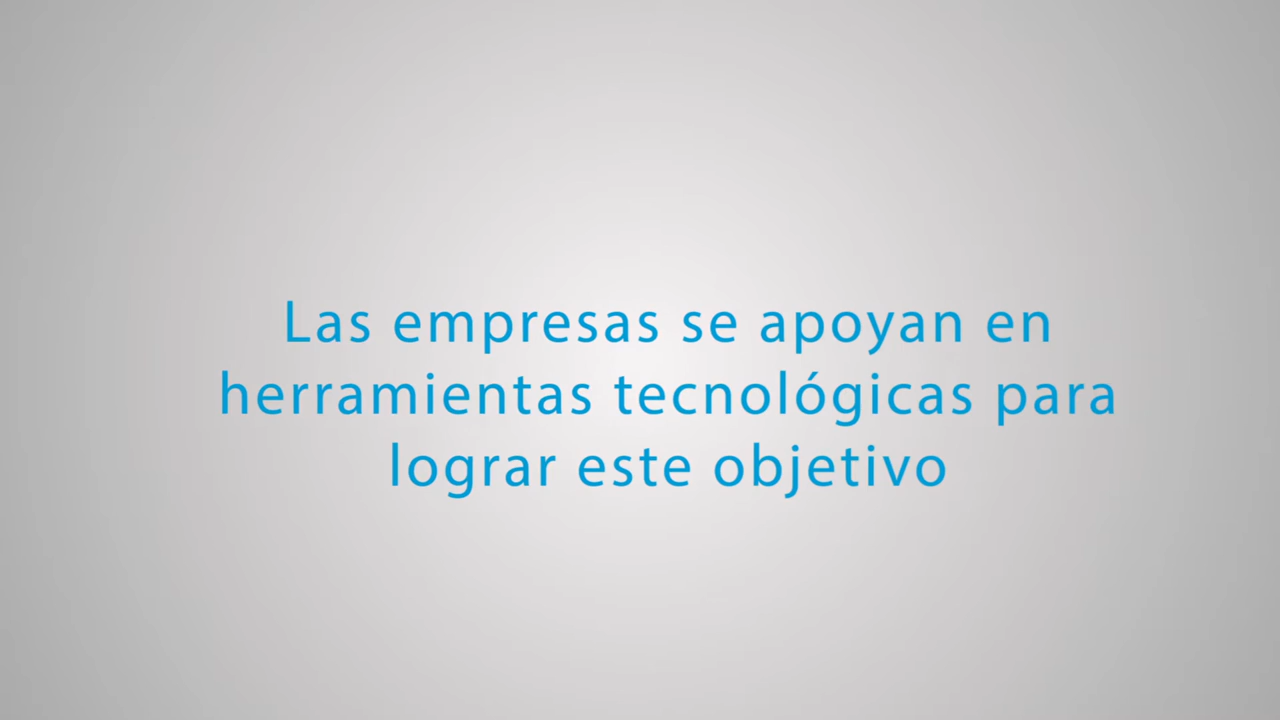 Las empresas se apoyan en
herramientas tecnológicas para
lograr este objetivo